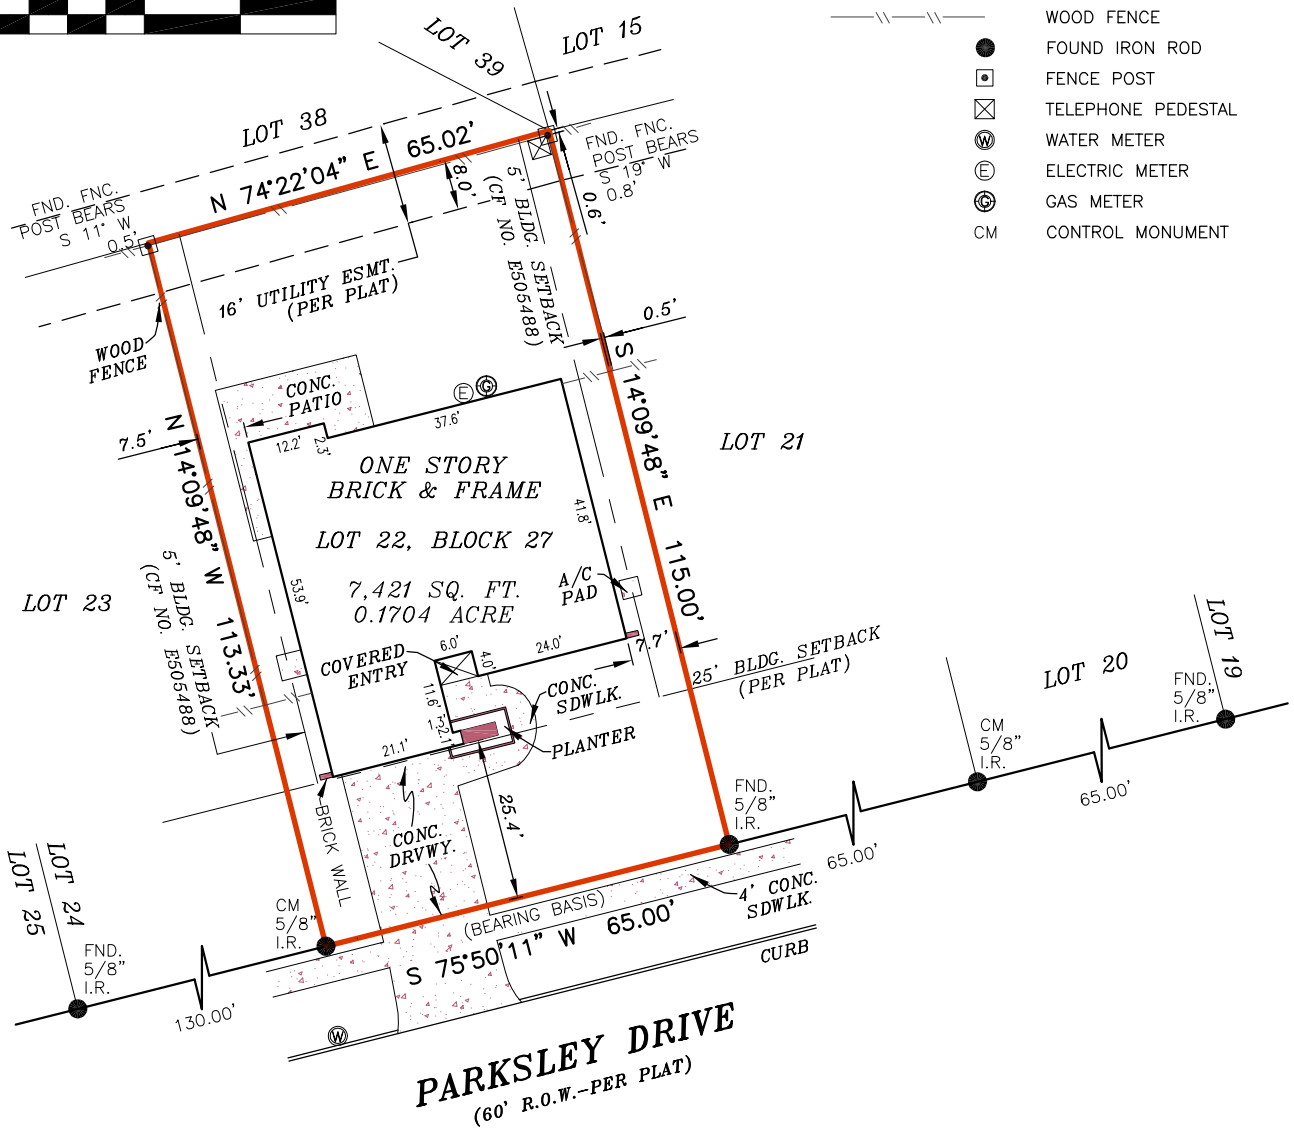 WOOD FENCE
FOUND IRON ROD
FENCE POST
TELEPHONE PEDESTAL
W WATER METER
E ELECTRIC METER
G GAS METER
CM CONTROL MONUMENT
LOT 39
LOT 15
LOT 38
N 74°22'04" E 65.02'
8.0'
FND. FNC.
POST BEARS
S 11° W
0.5'
FND. FNC.
POST BEARS
S 19° W
0.8'
0.6'
5' BLDG. SETBACK
(CF NO. E505488)
16' UTILITY ESMT.
(PER PLAT)
WOOD
FENCE
0.5'
CONC.
PATIO
E
G
7.5'
12.2'
2.3'
37.6'
N 14°09'48" W 113.33'
S 14°09'48" E 115.00'
LOT 21
ONE STORY
BRICK & FRAME
LOT 22, BLOCK 27
7,421 SQ. FT.
0.1704 ACRE
41.8'
53.9'
A/C
PAD
LOT 23
5' BLDG. SETBACK
(CF NO. E505488)
COVERED
ENTRY
6.0'
4.0'
24.0'
7.7'
11.6'
1.3'
2.1'
21.1'
CONC.
SDWLK.
PLANTER
25' BLDG. SETBACK
(PER PLAT)
25.4'
BRICK WALL
CONC.
DRVWY.
LOT 20
LOT 19
FND.
5/8"
I.R.
CM
5/8"
I.R.
65.00'
FND.
5/8"
I.R.
65.00'
4' CONC.
SDWLK.
LOT 24
LOT 25
FND.
5/8"
I.R.
CM
5/8"
I.R.
130.00'
(BEARING BASIS)
S 75°50'11" W 65.00'
CURB
W
PARKSLEY DRIVE
(60' R.O.W.-PER PLAT)